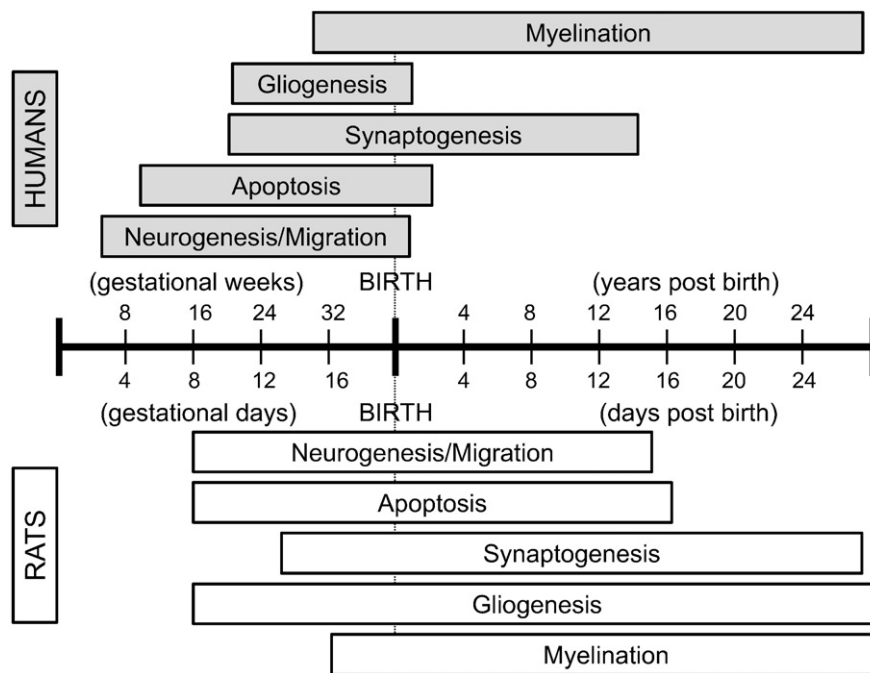 Myelination
HUMANS
Gliogenesis
Synaptogenesis
Apoptosis
Neurogenesis/Migration
(gestational weeks) BIRTH (years post birth)
8 16 24 32 4 8 12 16 20 24
4 8 12 16 4 8 12 16 20 24
(gestational days) BIRTH (days post birth)
Neurogenesis/Migration
RATS
Apoptosis
Synaptogenesis
Gliogenesis
Myelination